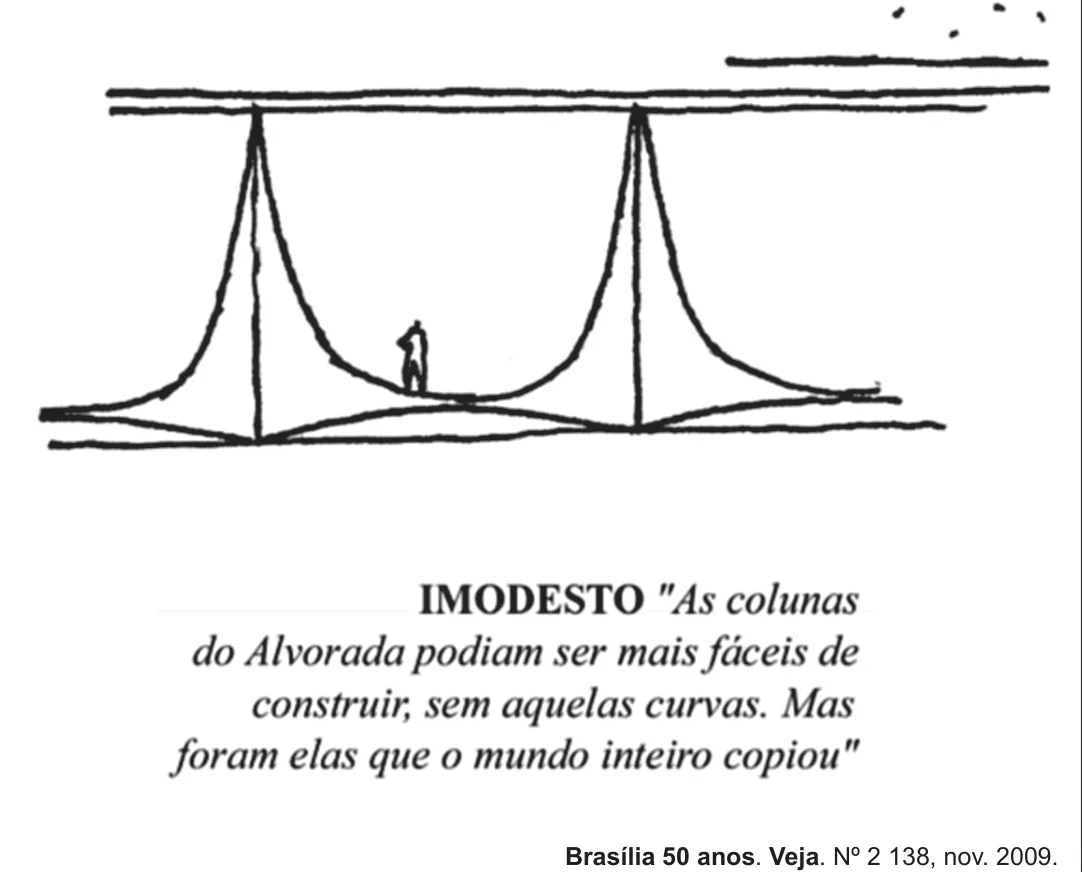 IMODESTO "As colunas
do Alvorada podiam ser mais fáceis de
construir, sem aquelas curvas. Mas
foram elas que o mundo inteiro copiou"
Brasília 50 anos. Veja. Nº 2 138, nov. 2009.